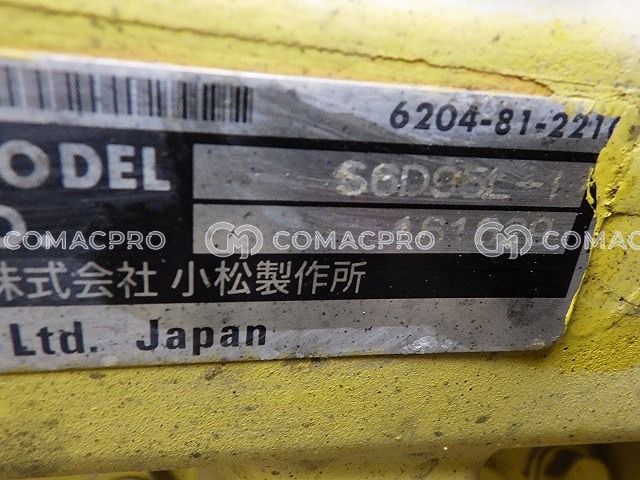 6204-81-221
ODEL S6D95L-1
COMACPRO COMACPRO COMACPRO
株式会社 小松製作所
Ltd. Japan